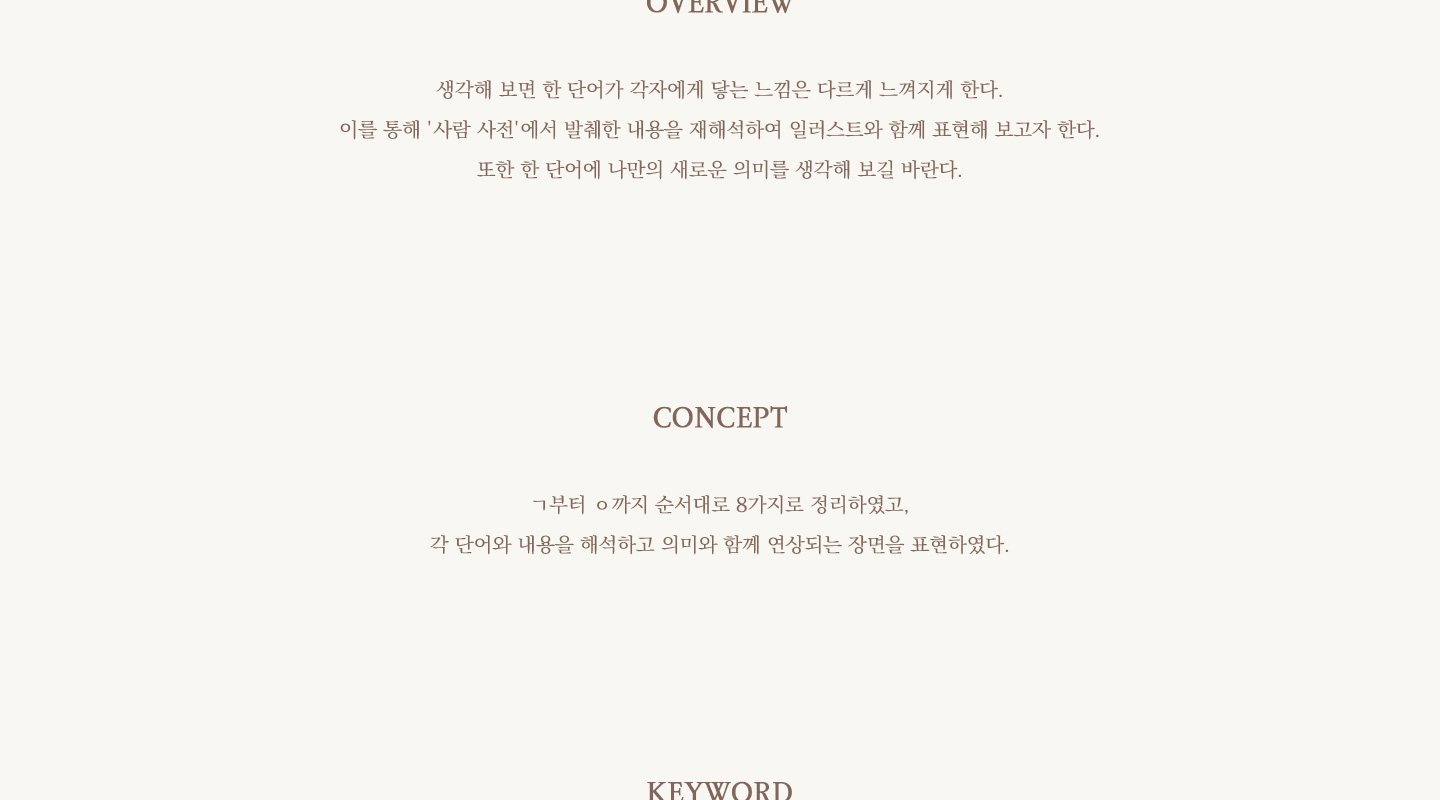 OVERVIEW
생각해 보면 한 단어가 각자에게 닿는 느낌은 다르게 느껴지게 한다.
이를 통해 '사람 사전'에서 발췌한 내용을 재해석하여 일러스트와 함께 표현해 보고자 한다.
또한 한 단어에 나만의 새로운 의미를 생각해 보길 바란다.
CONCEPT
ㄱ부터 ㅇ까지 순서대로 8가지로 정리하였고,
각 단어와 내용을 해석하고 의미와 함께 연상되는 장면을 표현하였다.
KEYWORD